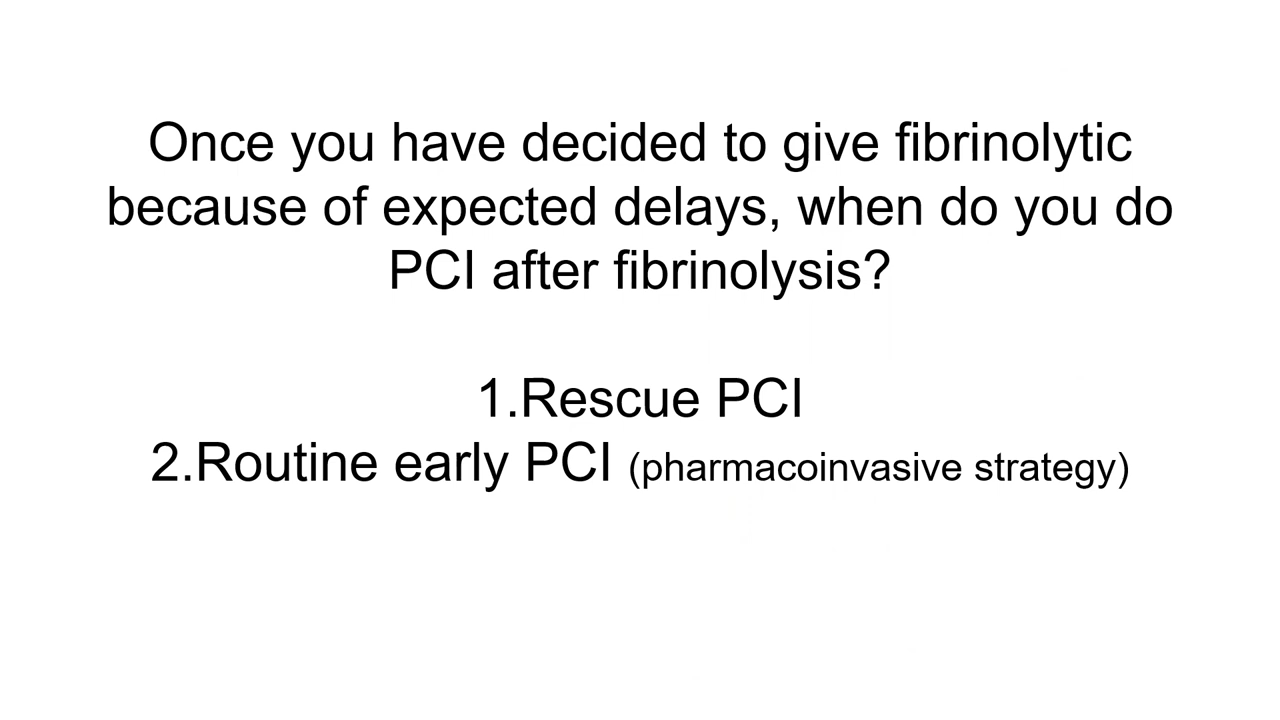 Once you have decided to give fibrinolytic
because of expected delays, when do you do
PCI after fibrinolysis?
1.Rescue PCI
2.Routine early PCI (pharmacoinvasive strategy)